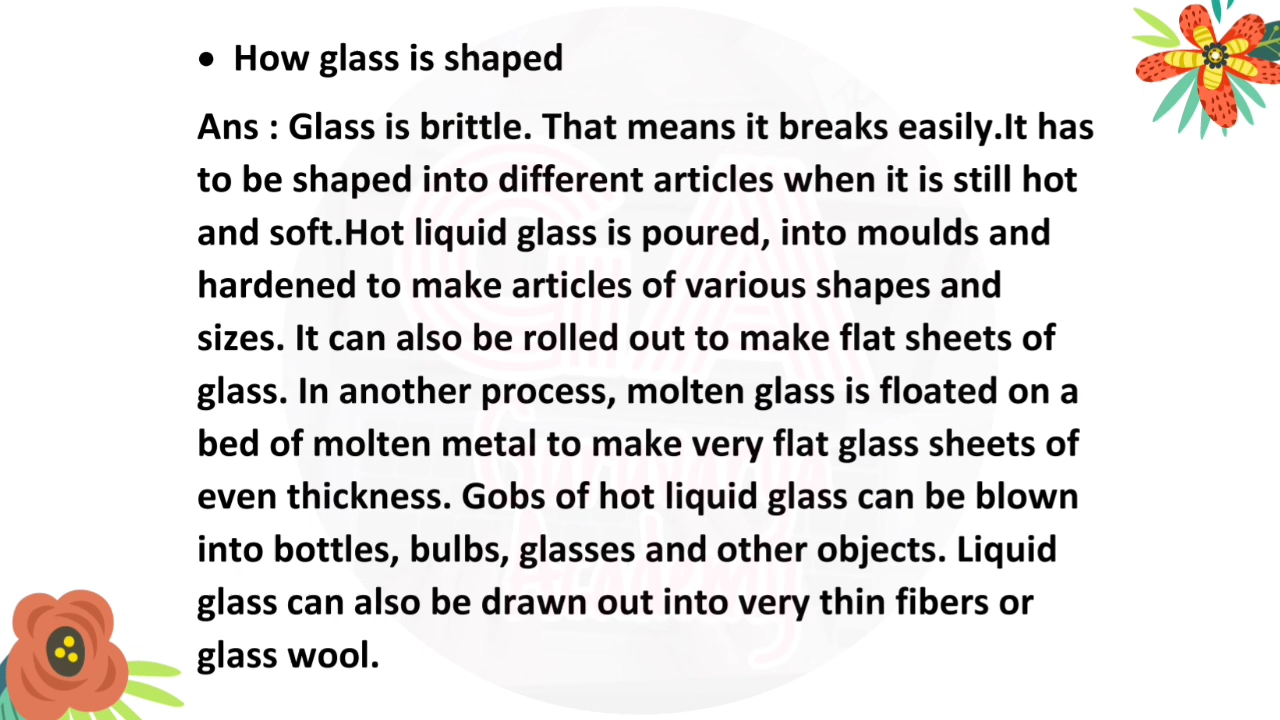 • How glass is shaped
Ans : Glass is brittle. That means it breaks easily.It has
to be shaped into different articles when it is still hot
and soft.Hot liquid glass is poured, into moulds and
hardened to make articles of various shapes and
sizes. It can also be rolled out to make flat sheets of
glass. In another process, molten glass is floated on a
bed of molten metal to make very flat glass sheets of
even thickness. Gobs of hot liquid glass can be blown
into bottles, bulbs, glasses and other objects. Liquid
glass can also be drawn out into very thin fibers or
glass wool.